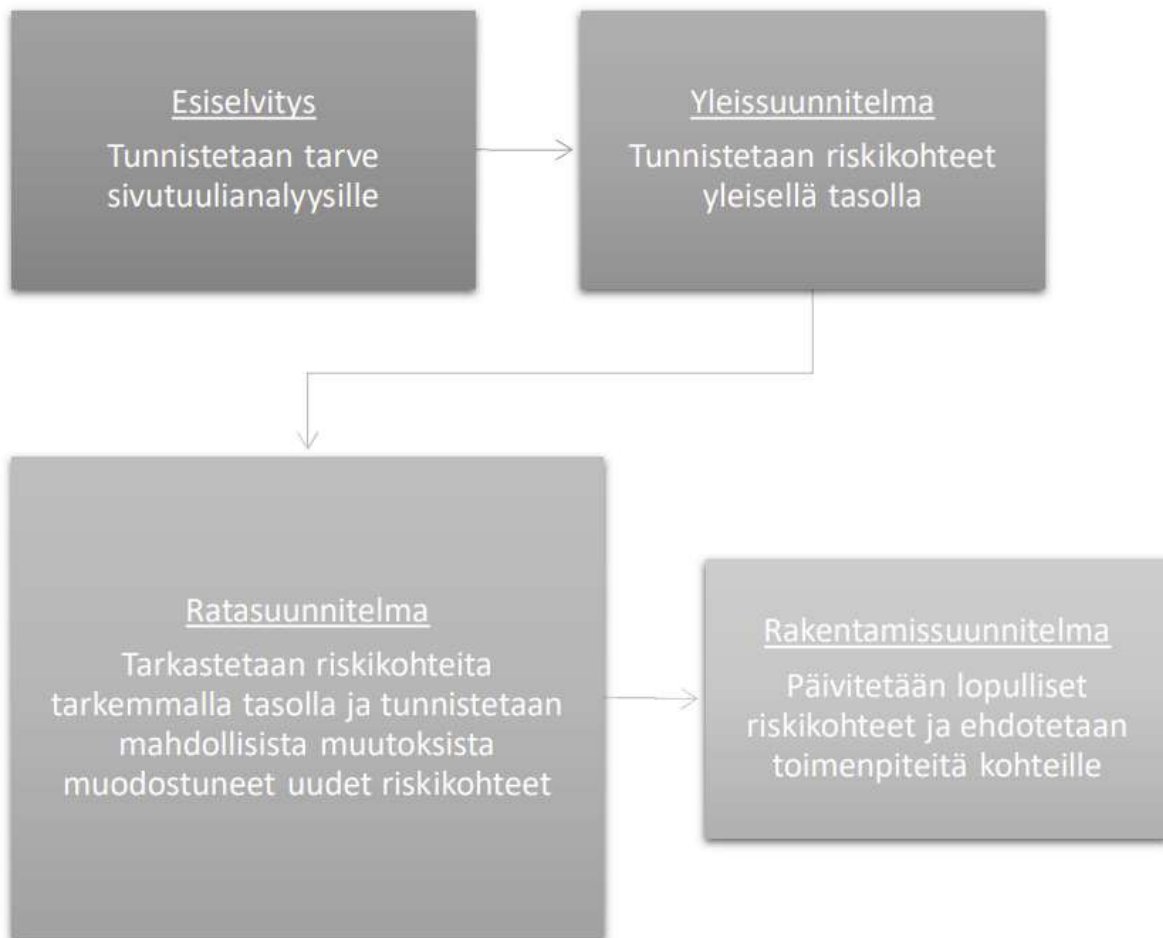 Esiselvitys
Tunnistetaan tarve
sivutuulianalyysille
Yleissuunnitelma
Tunnistetaan riskikohteet
yleisellä tasolla
Ratasuunnitelma
Tarkastetaan riskikohteita
tarkemmalla tasolla ja tunnistetaan
mahdollisista muutoksista
muodostuneet uudet riskikohteet
Rakentamissuunnitelma
Päivitetään lopulliset
riskikohteet ja ehdotetaan
toimenpiteitä kohteille